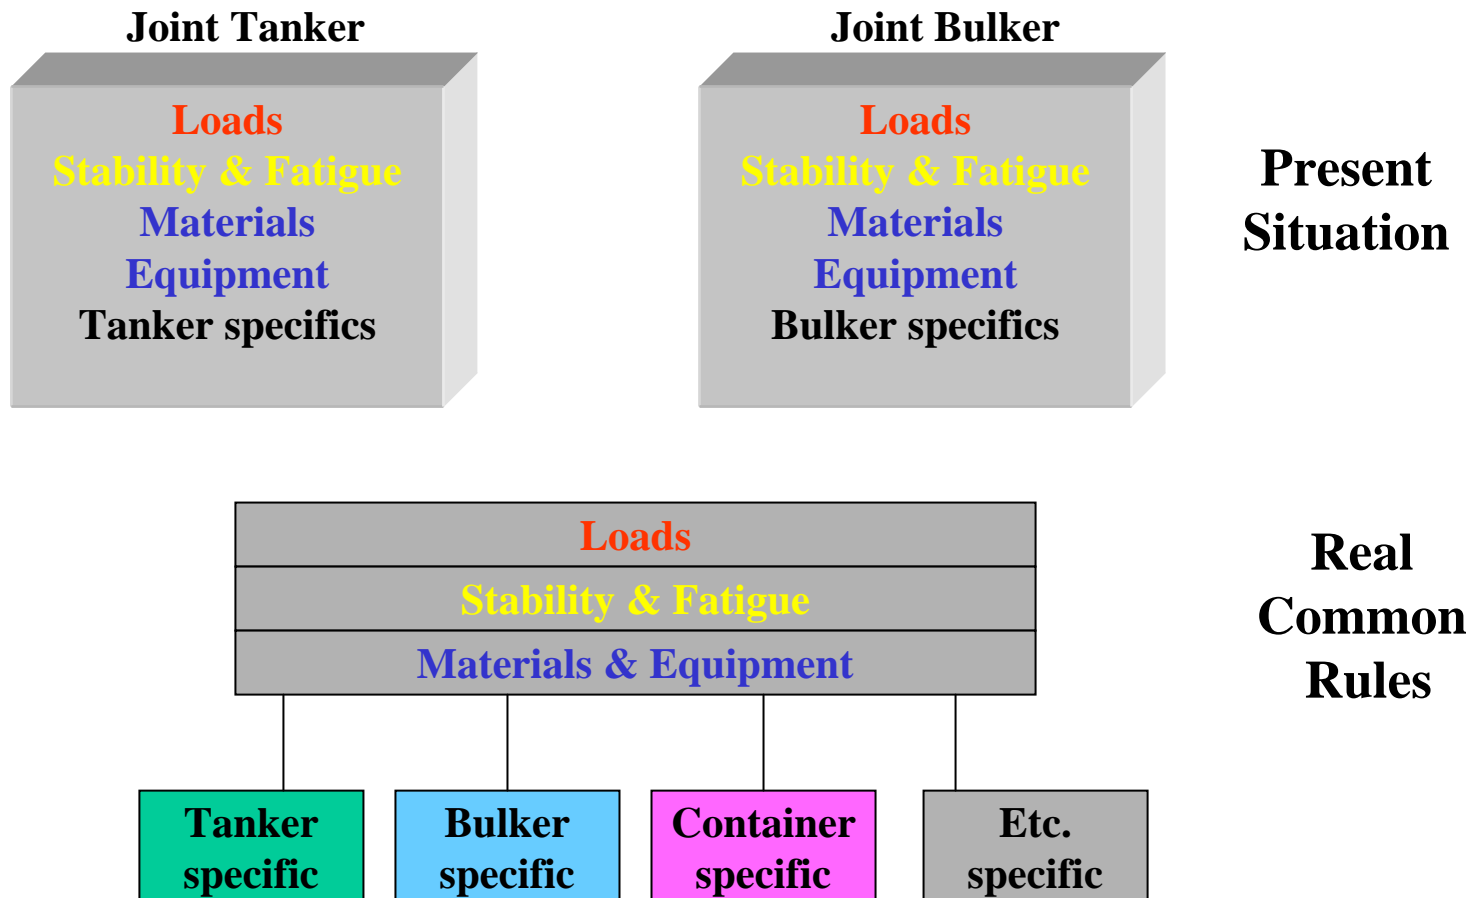 Joint Tanker
Loads
Stability & Fatigue
Materials
Equipment
Tanker specifics
Joint Bulker
Loads
Stability & Fatigue
Materials
Equipment
Bulker specifics
Present
Situation
Loads
Stability & Fatigue
Materials & Equipment
Real
Common
Rules
Tanker
specific
Bulker
specific
Container
specific
Etc.
specific